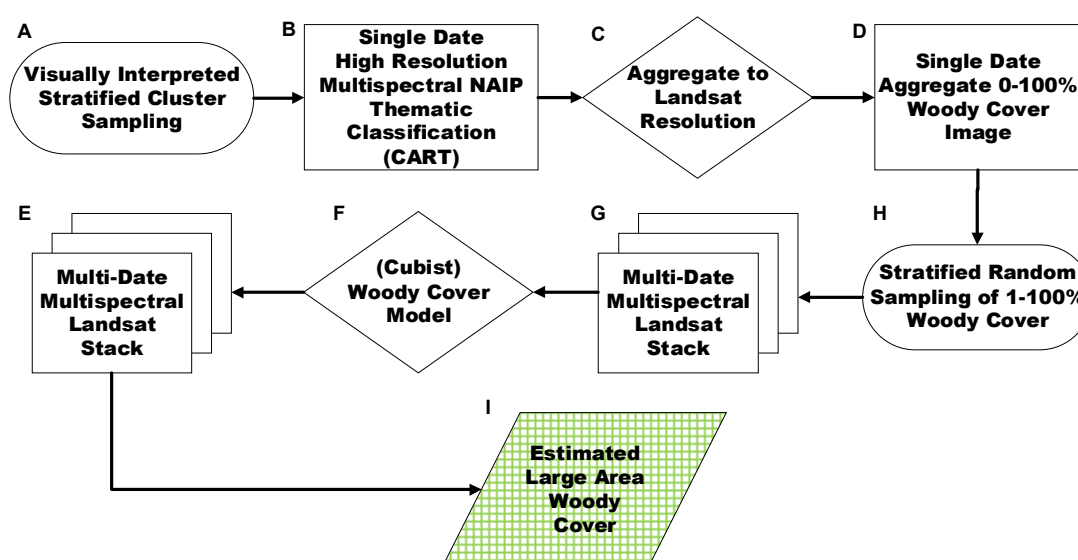 A
Visually Interpreted
Stratified Cluster
Sampling
B
Single Date
High Resolution
Multispectral NAIP
Thematic
Classification
(CART)
C
Aggregate to
Landsat
Resolution
D
Single Date
Aggregate 0-100%
Woody Cover
Image
E
Multi-Date
Multispectral
Landsat
Stack
F
(Cubist)
Woody Cover
Model
G
Multi-Date
Multispectral
Landsat
Stack
H
Stratified Random
Sampling of 1-100%
Woody Cover
I
Estimated
Large Area
Woody
Cover